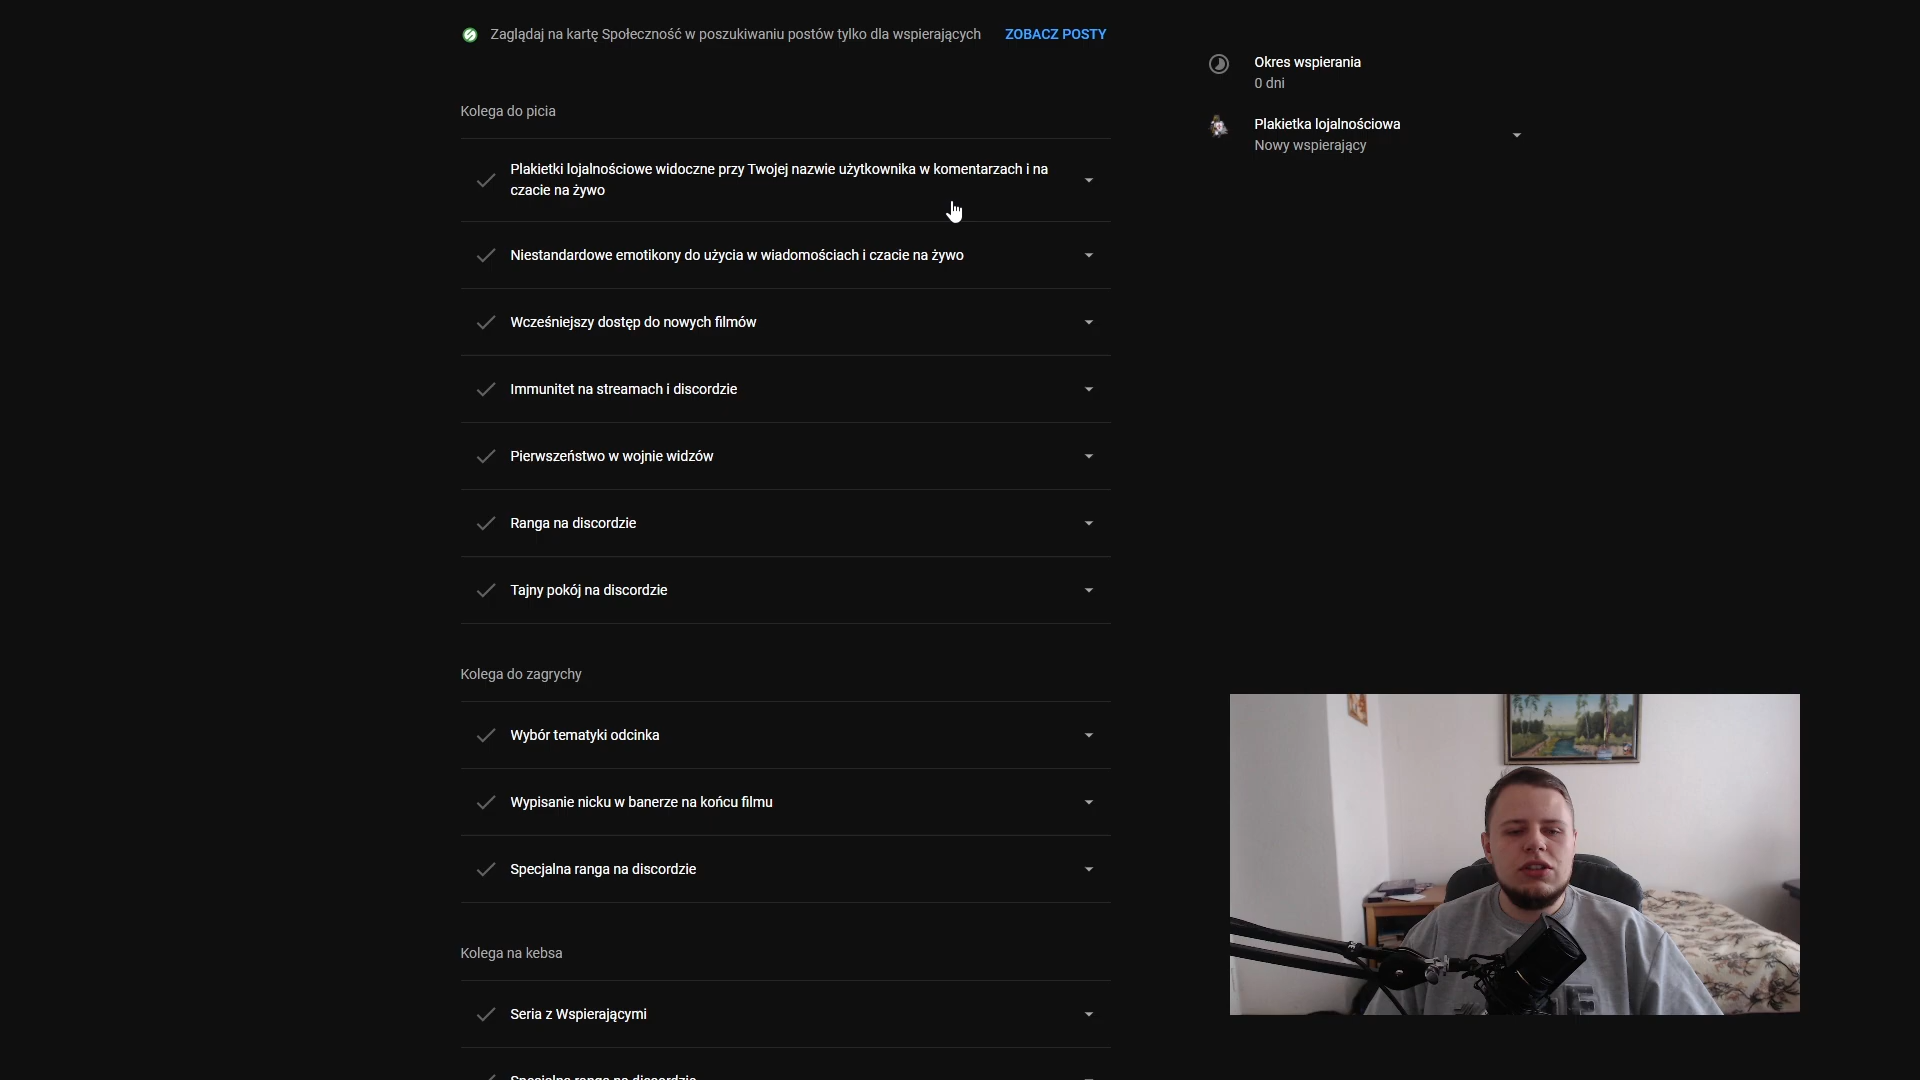 Zaglądaj na kartę Społeczność w poszukiwaniu postów tylko dla wspierających ZOBACZ POSTY
Okres wspierania
0 dni
Plakietka lojalnościowa
Nowy wspierający
Kolega do picia
Plakietki lojalnościowe widoczne przy Twojej nazwie użytkownika w komentarzach i na
czacie na żywo
Niestandardowe emotikony do użycia w wiadomościach i czacie na żywo
Wcześniejszy dostęp do nowych filmów
Immunitet na streamach i discordzie
Pierwszeństwo w wojnie widzów
Ranga na discordzie
Tajny pokój na discordzie
Kolega do zagrychy
Wybór tematyki odcinka
Wypisanie nicku w banerze na końcu filmu
Specjalna ranga na discordzie
Kolega na kebsa
Seria z Wspierającymi
Specjalna ranga na discordzie